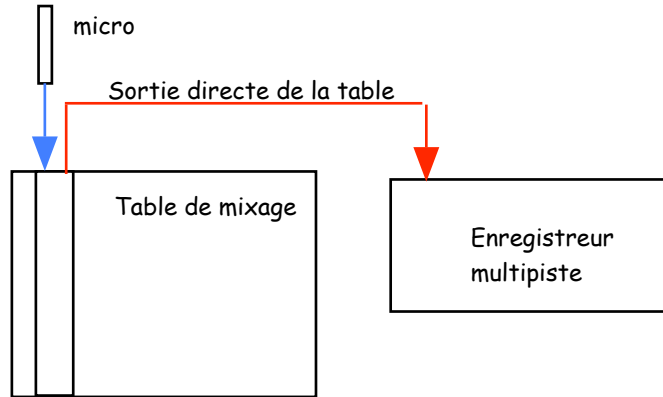 micro
Sortie directe de la table
Table de mixage
Enregistreur
multipiste